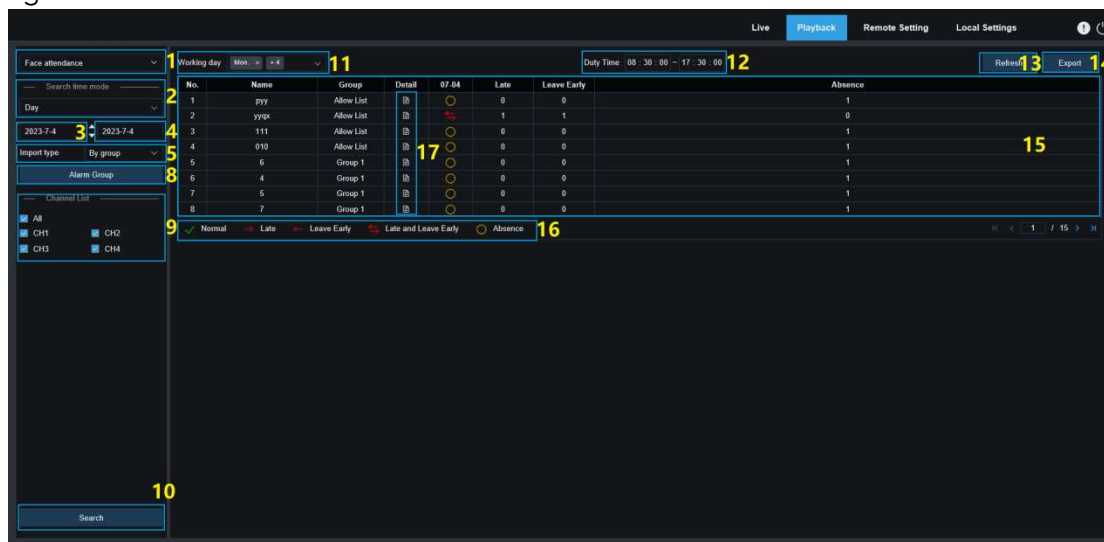 Live Playback Remote Setting Local Settings
Face attendance 1 Working day Mon. × + 4 11 Duty Time 08 : 30 : 00 ~ 17 : 30 : 00 12 Refresh 13 Export 14
Search time mode
Day 2
2023-7-4 3 2023-7-4 4
Import type By group 5
Alarm Group 8
Channel List
All
CH1 CH2
CH3 CH4
9
10
Search
No. Name Group Detail 07-04 Late Leave Early Absence
1 pyy Allow List 0 0 1
2 yyqx Allow List 1 1 0
3 111 Allow List 0 0 1
4 010 Allow List 0 0 1
5 6 Group 1 0 0 1
6 4 Group 1 0 0 1
7 5 Group 1 0 0 1
8 7 Group 1 0 0 1
17
15
Normal Late Leave Early Late and Leave Early Absence 16
1 / 15